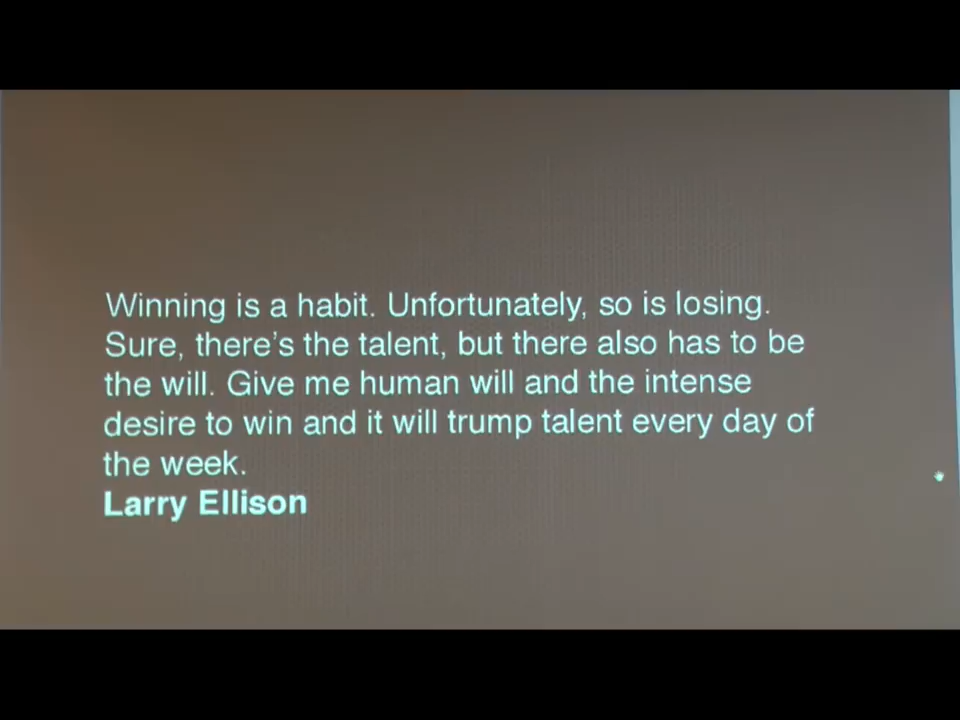 Winning is a habit. Unfortunately, so is losing.
Sure, there's the talent, but there also has to be
the will. Give me human will and the intense
desire to win and it will trump talent every day of
the week.
Larry Ellison